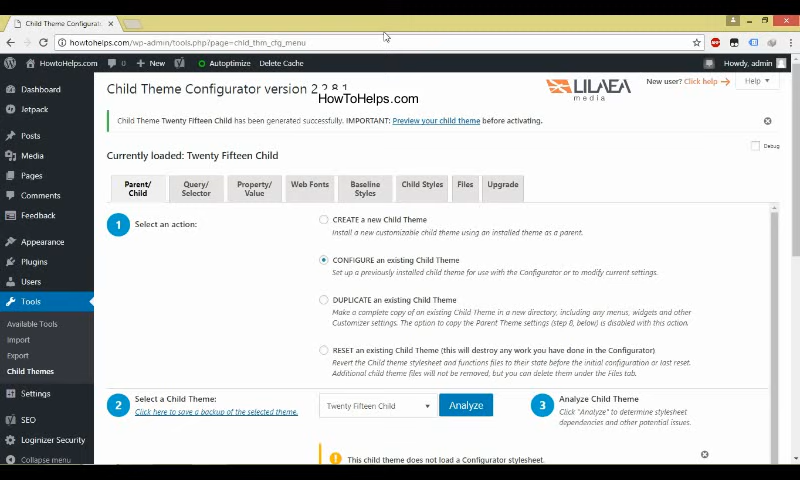 Child Theme Configurato
howtohelps.com/wp-admin/tools.php?page=chld_thm_cfg_menu
HowtoHelps.com 0 + New Autoptimize Delete Cache Howdy, admin
Dashboard
Jetpack
Posts
Media
Pages
Comments
Feedback
Appearance
Plugins
Users
Tools
Available Tools
Import
Export
Child Themes
Settings
SEO
Loginizer Security
Collapse menu
Child Theme Configurator version 2.2.8.1
HowToHelps.com
LILAEA
media
New user? Click help
Help
Child Theme Twenty Fifteen Child has been generated successfully. IMPORTANT: Preview your child theme before activating.
Currently loaded: Twenty Fifteen Child
Debug
Parent/
Child
Query/
Selector
Property/
Value
Web Fonts
Baseline
Styles
Child Styles
Files
Upgrade
1 Select an action:
CREATE a new Child Theme
Install a new customizable child theme using an installed theme as a parent.
CONFIGURE an existing Child Theme
Set up a previously installed child theme for use with the Configurator or to modify current settings.
DUPLICATE an existing Child Theme
Make a complete copy of an existing Child Theme in a new directory, including any menus, widgets and other
Customizer settings. The option to copy the Parent Theme settings (step 8, below) is disabled with this action.
RESET an existing Child Theme (this will destroy any work you have done in the Configurator)
Revert the Child theme stylesheet and functions files to their state before the initial configuration or last reset.
Additional child theme files will not be removed, but you can delete them under the Files tab.
2 Select a Child Theme:
Click here to save a backup of the selected theme.
Twenty Fifteen Child
Analyze
3 Analyze Child Theme
Click "Analyze" to determine stylesheet
dependencies and other potential issues.
This child theme does not load a Configurator stylesheet.